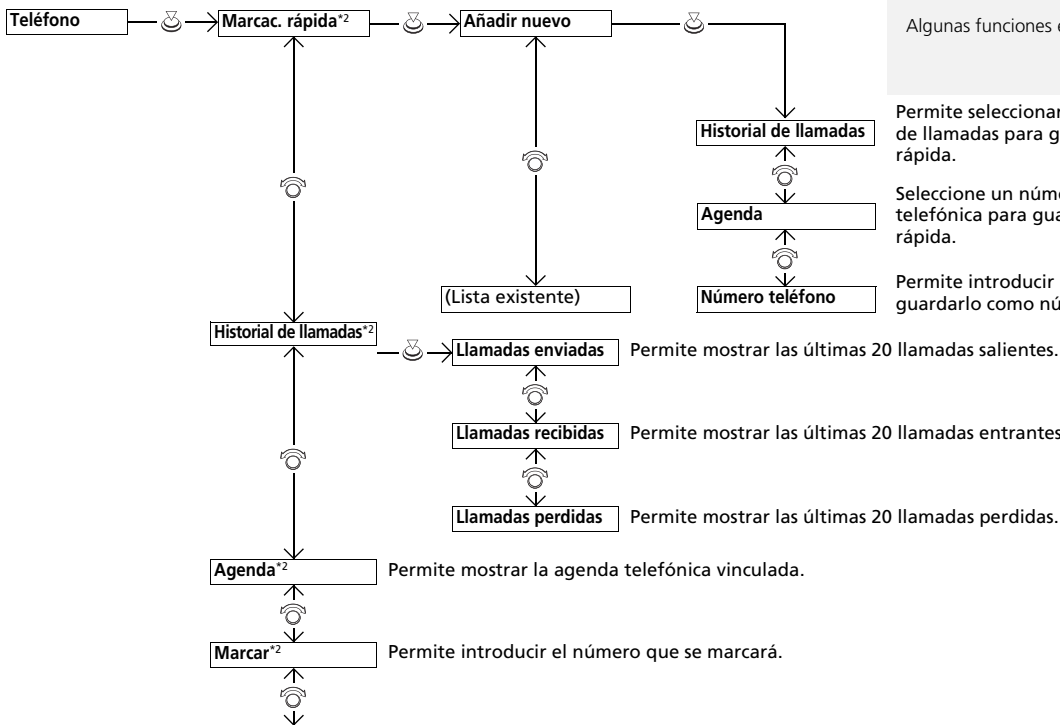 Teléfono
Marcac. rápida*2
Añadir nuevo
Algunas funciones
Historial de llamadas
Permite seleccionar
de llamadas para
rápida.
Agenda
Seleccione un
telefónica para
rápida.
(Lista existente)
Número teléfono
Permite introducir
guardarlo como
Historial de llamadas*2
Llamadas enviadas
Permite mostrar las últimas 20 llamadas salientes.
Llamadas recibidas
Permite mostrar las últimas 20 llamadas entrantes
Llamadas perdidas
Permite mostrar las últimas 20 llamadas perdidas.
Agenda*2
Permite mostrar la agenda telefónica vinculada.
Marcar*2
Permite introducir el número que se marcará.